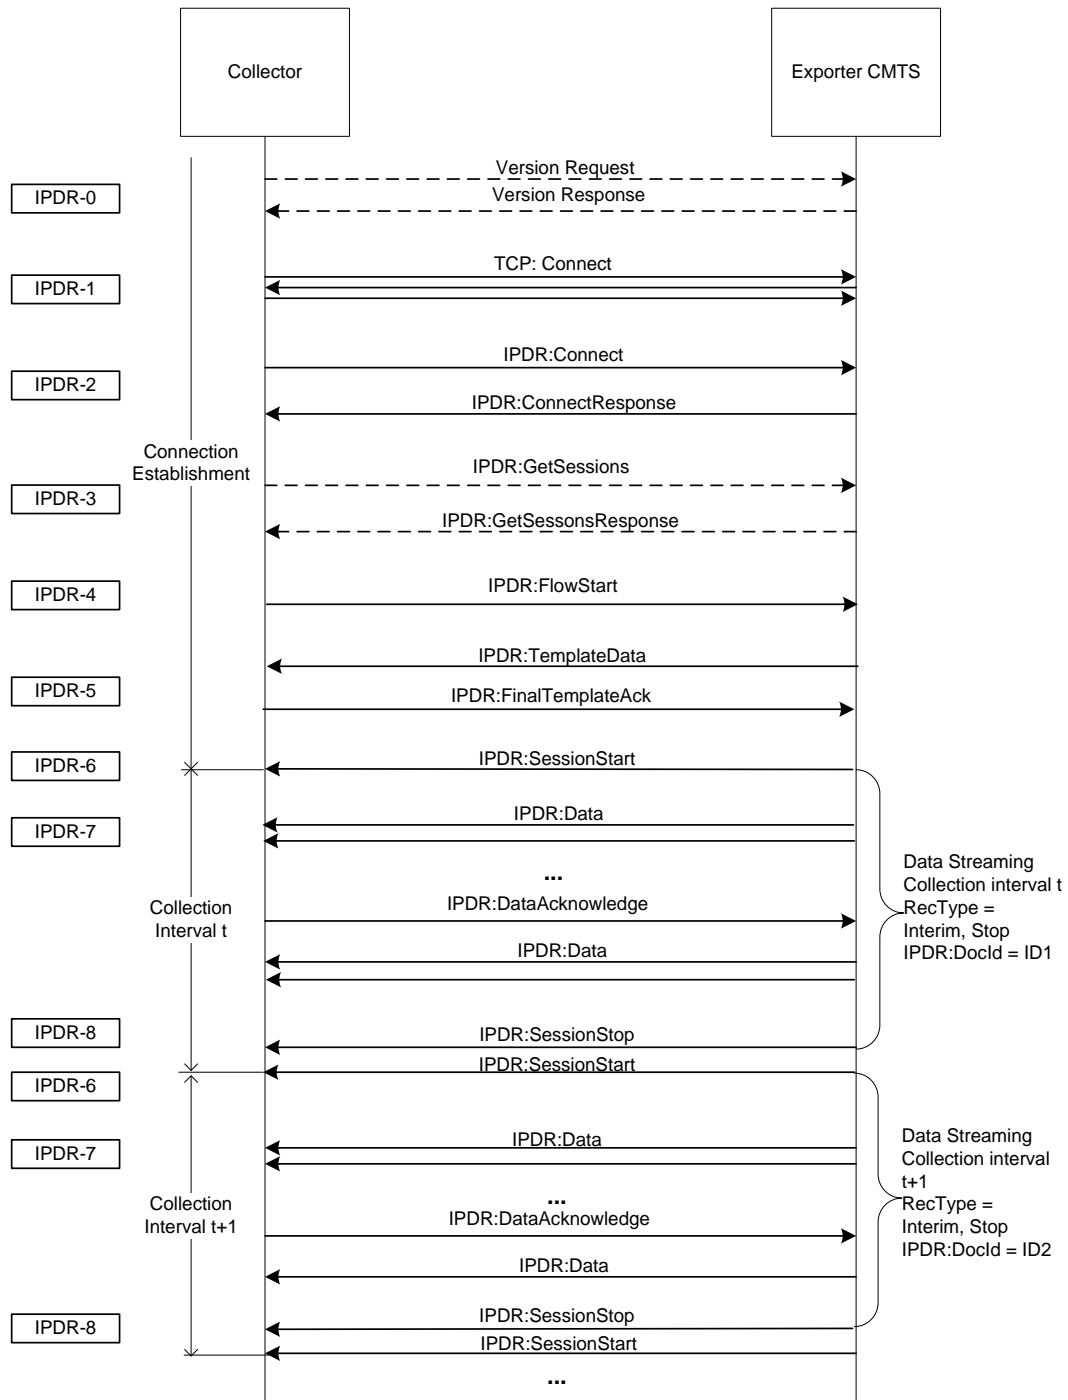 Collector
Exporter CMTS
Version Request
IPDR-0
Version Response
TCP: Connect
IPDR-1
IPDR:Connect
IPDR-2
IPDR:ConnectResponse
Connection
Establishment
IPDR:GetSessions
IPDR-3
IPDR:GetSessonsResponse
IPDR:FlowStart
IPDR-4
IPDR:TemplateData
IPDR-5
IPDR:FinalTemplateAck
IPDR-6
IPDR:SessionStart
IPDR:Data
IPDR-7
...
Collection
Interval t
IPDR:DataAcknowledge
IPDR:Data
Data Streaming
Collection interval t
RecType =
Interim, Stop
IPDR:DocId = ID1
IPDR-8
IPDR:SessionStop
IPDR:SessionStart
IPDR-6
IPDR:Data
IPDR-7
...
Collection
Interval t+1
IPDR:DataAcknowledge
IPDR:Data
Data Streaming
Collection interval
t+1
RecType =
Interim, Stop
IPDR:DocId = ID2
IPDR:SessionStop
IPDR-8
IPDR:SessionStart
...